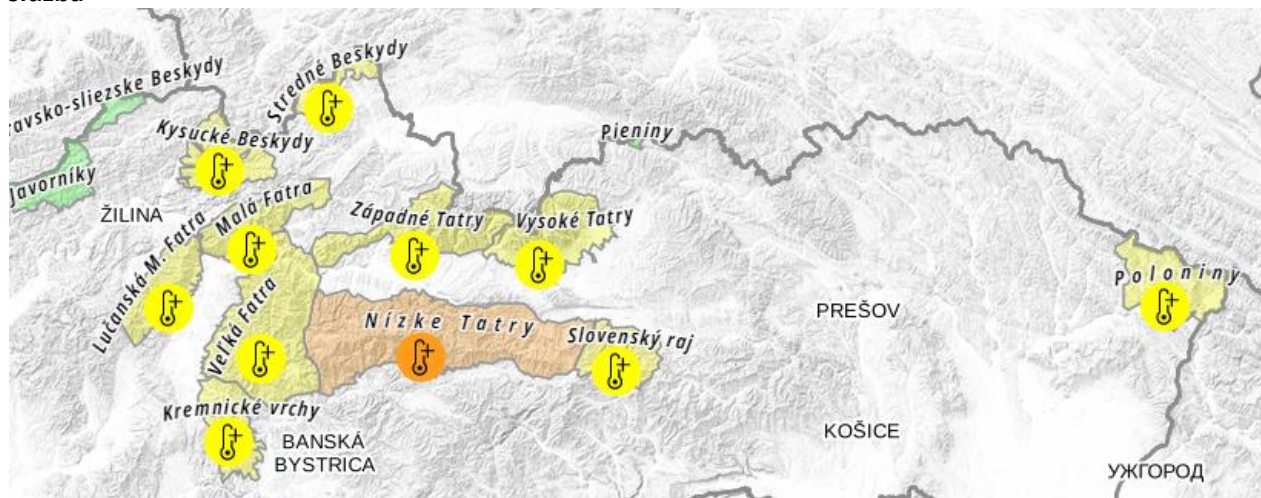 Stredné Beskydy
ravsko-sliezske Beskydy
Kysucké Beskydy
Pieniny
Javorníky
ŽILINA
Malá Fatra
Západné Tatry
Vysoké Tatry
Lučanská M. Fatra
Poloniny
Veľká Fatra
Nízke Tatry
PREŠOV
Slovenský raj
Kremnické vrchy
BANSKÁ
BYSTRICA
KOŠICE
УЖГОРОД